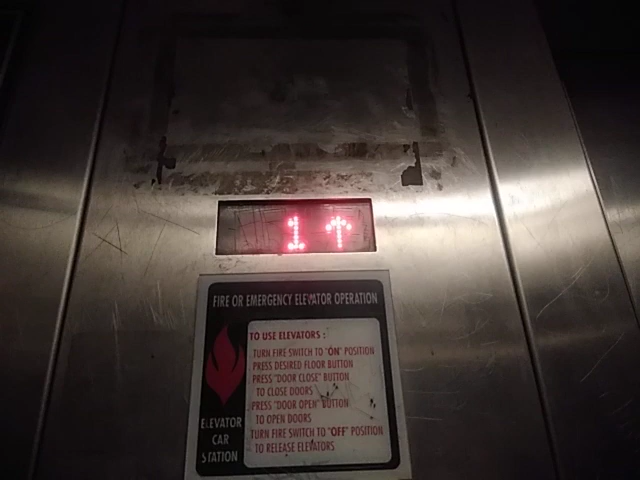 1↑
FIRE OR EMERGENCY ELEVATOR OPERATION
TO USE ELEVATORS :
TURN FIRE SWITCH TO "ON" POSITION
PRESS DESIRED FLOOR BUTTON
PRESS "DOOR CLOSE" BUTTON
TO CLOSE DOORS
PRESS "DOOR OPEN" BUTTON
TO OPEN DOORS
TURN FIRE SWITCH TO "OFF" POSITION
TO RELEASE ELEVATORS
ELEVATOR
CAR
STATION